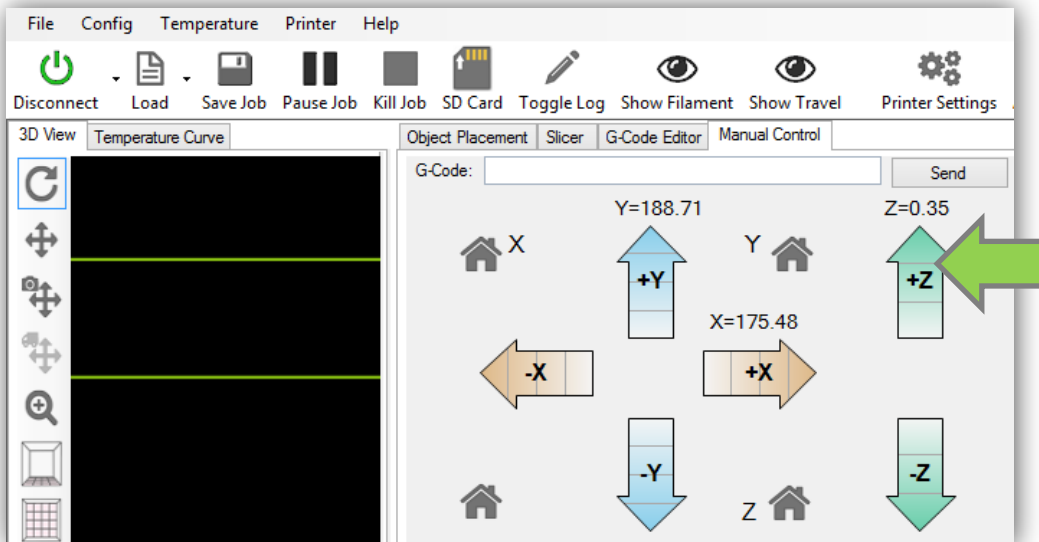 File Config Temperature Printer Help
Disconnect Load Save Job Pause Job Kill Job SD Card Toggle Log Show Filament Show Travel Printer Settings
3D View Temperature Curve Object Placement Slicer G-Code Editor Manual Control
G-Code: Send
Y=188.71 Z=0.35
X Y
+Y +Z
X=175.48
-X +X
-Y -Z
Z